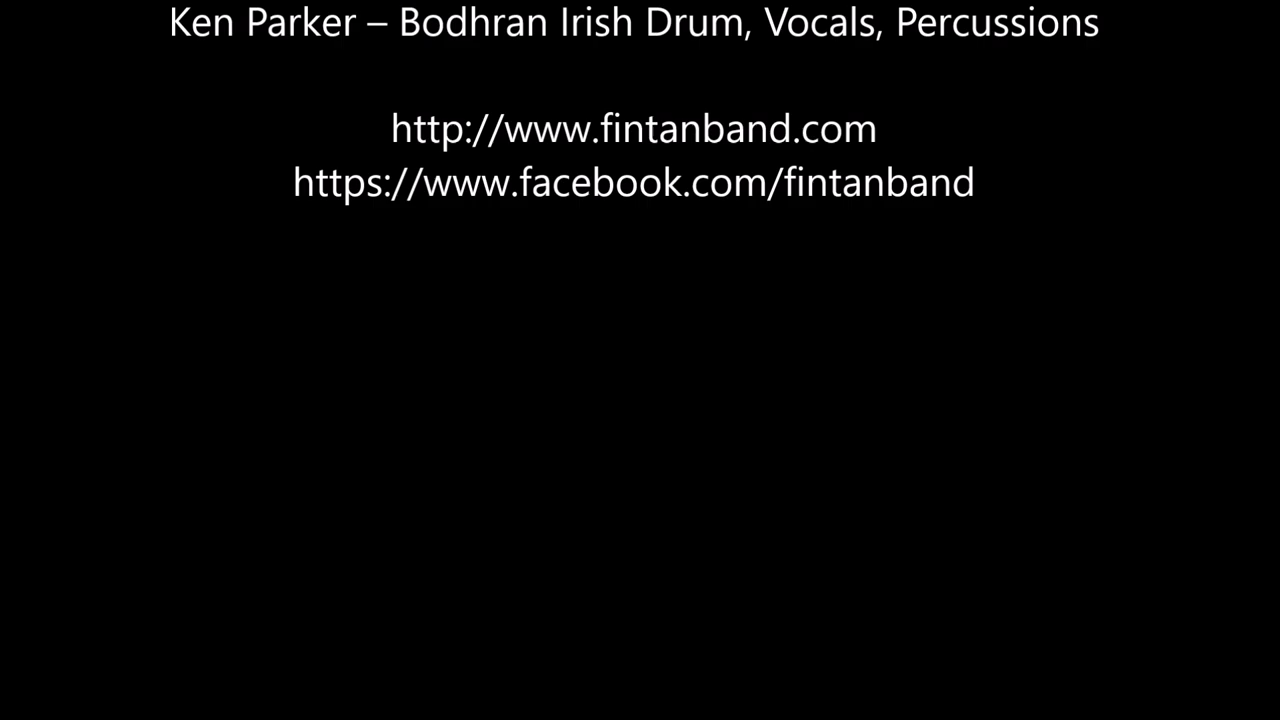 Ken Parker – Bodhran Irish Drum, Vocals, Percussions
http://www.fintanband.com
https://www.facebook.com/fintanband